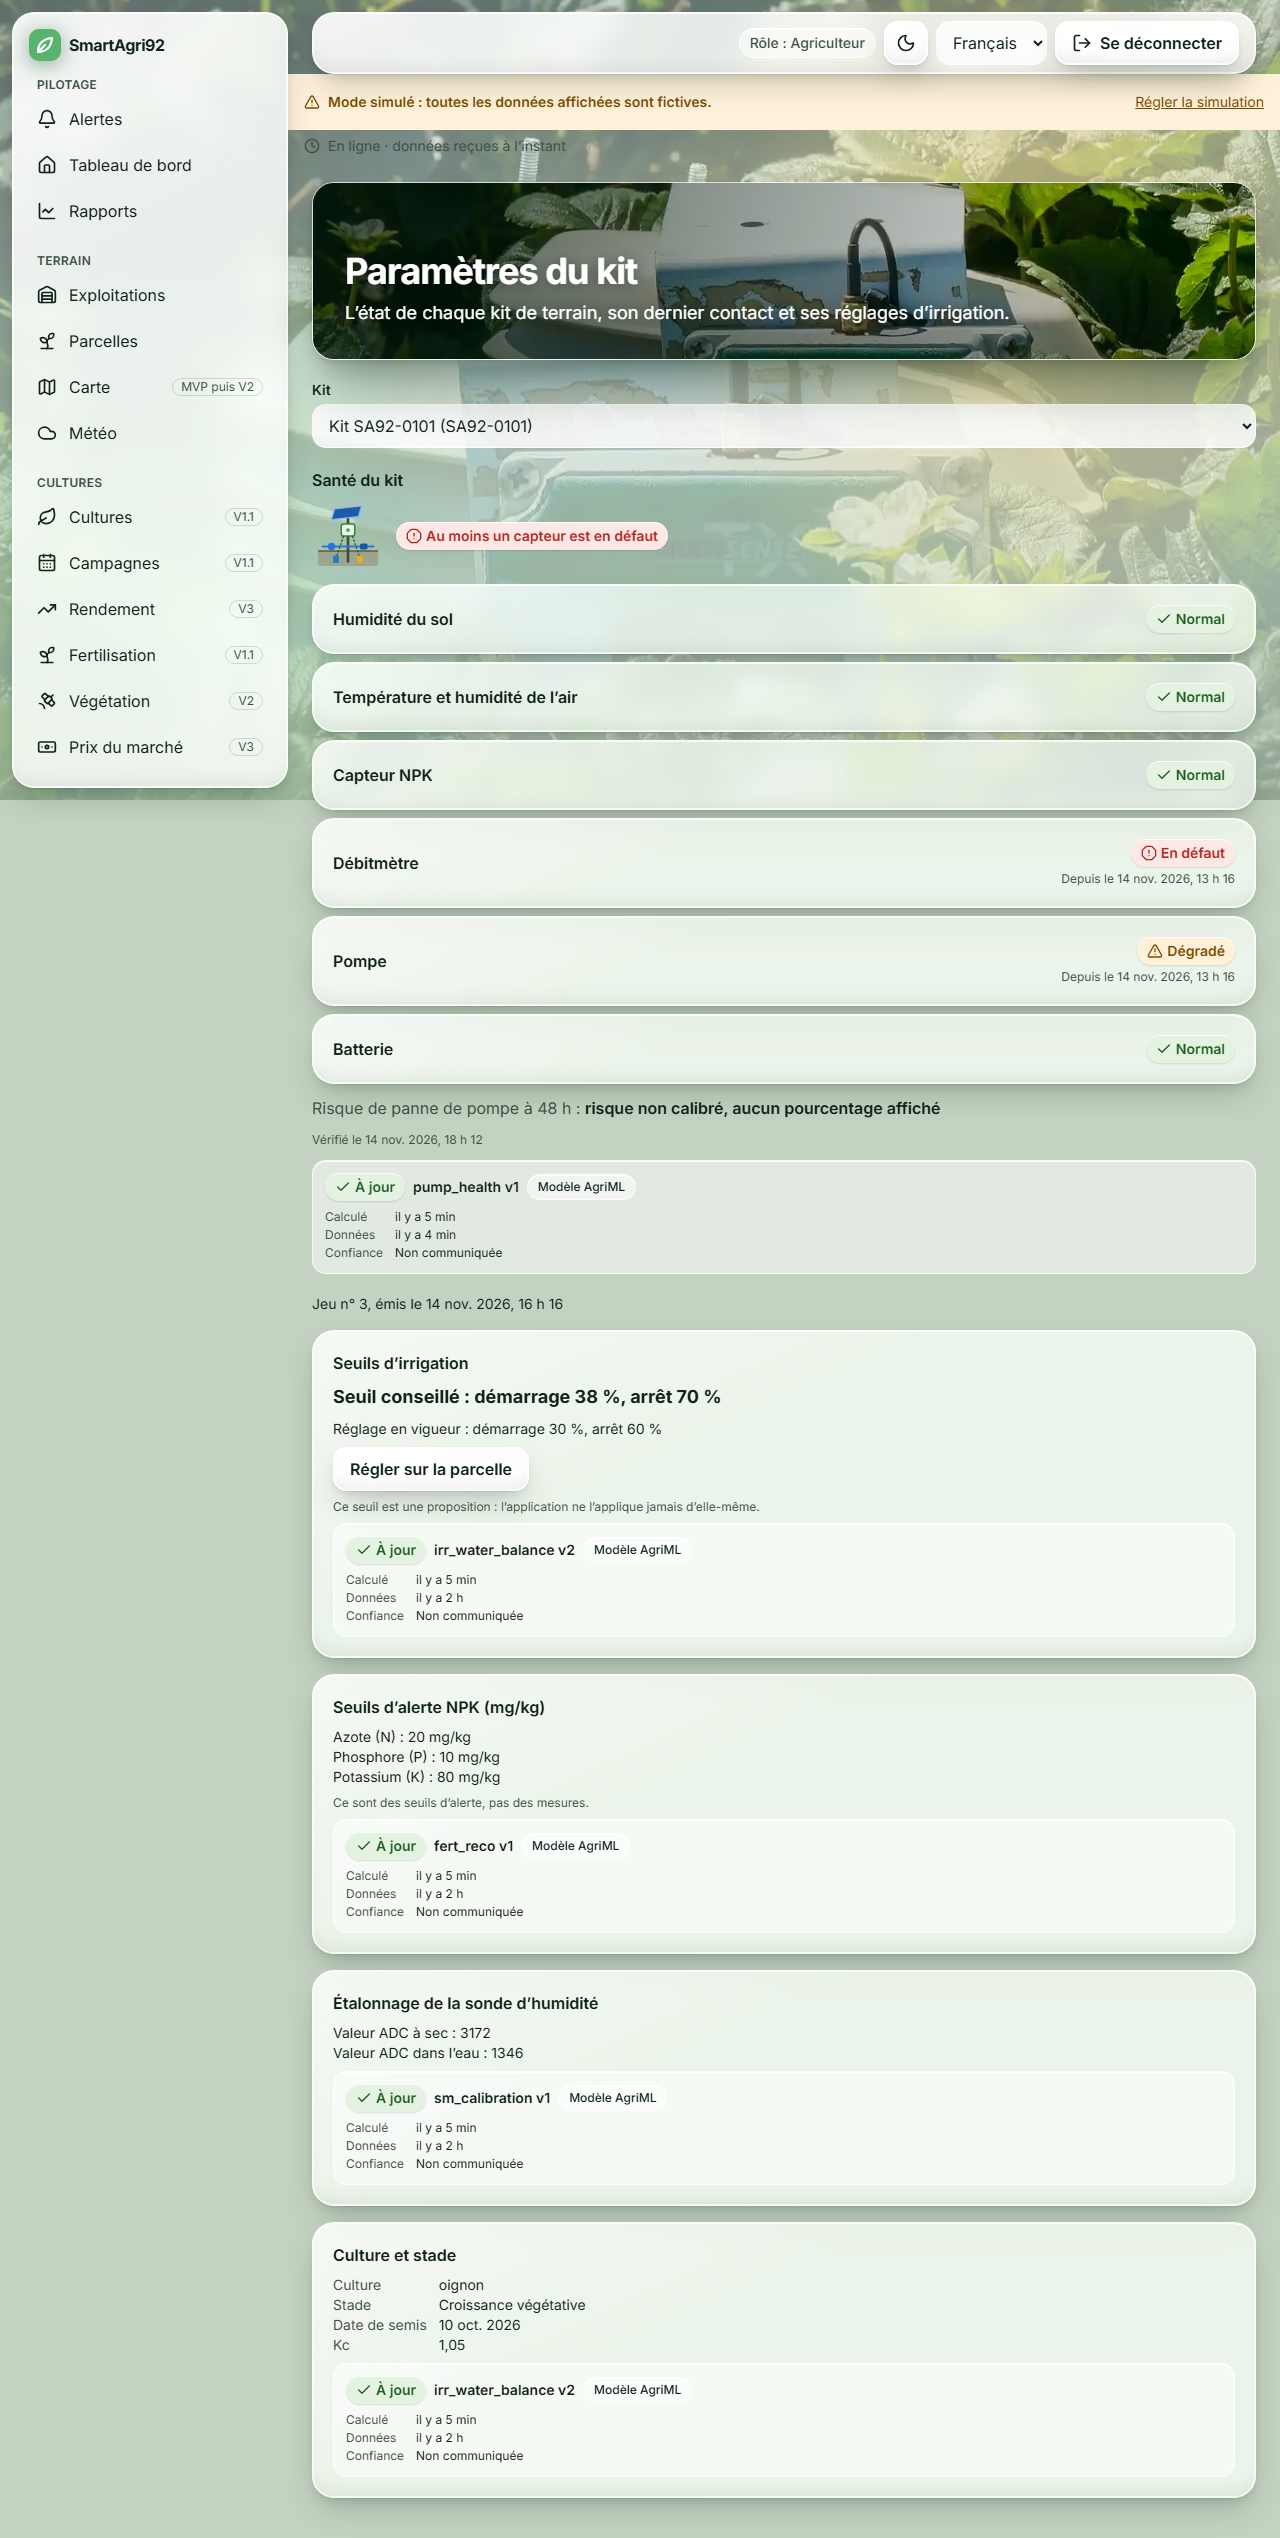 SmartAgri92
PILOTAGE
Alertes
Tableau de bord
Rapports
TERRAIN
Exploitations
Parcelles
Carte MVP puis V2
Météo
CULTURES
Cultures V1.1
Campagnes V1.1
Rendement V3
Fertilisation V1.1
Végétation V2
Prix du marché V3
Rôle : Agriculteur Français Se déconnecter
Mode simulé : toutes les données affichées sont fictives. Régler la simulation
En ligne · données reçues à l’instant
Paramètres du kit
L’état de chaque kit de terrain, son dernier contact et ses réglages d’irrigation.
Kit
Kit SA92-0101 (SA92-0101)
Santé du kit
Au moins un capteur est en défaut
Humidité du sol Normal
Température et humidité de l’air Normal
Capteur NPK Normal
Débitmètre En défaut
Depuis le 14 nov. 2026, 13 h 16
Pompe Dégradé
Depuis le 14 nov. 2026, 13 h 16
Batterie Normal
Risque de panne de pompe à 48 h : risque non calibré, aucun pourcentage affiché
Vérifié le 14 nov. 2026, 18 h 12
À jour pump_health v1 Modèle AgriML
Calculé il y a 5 min
Données il y a 4 min
Confiance Non communiquée
Jeu n° 3, émis le 14 nov. 2026, 16 h 16
Seuils d’irrigation
Seuil conseillé : démarrage 38 %, arrêt 70 %
Réglage en vigueur : démarrage 30 %, arrêt 60 %
Régler sur la parcelle
Ce seuil est une proposition : l’application ne l’applique jamais d’elle-même.
À jour irr_water_balance v2 Modèle AgriML
Calculé il y a 5 min
Données il y a 2 h
Confiance Non communiquée
Seuils d’alerte NPK (mg/kg)
Azote (N) : 20 mg/kg
Phosphore (P) : 10 mg/kg
Potassium (K) : 80 mg/kg
Ce sont des seuils d’alerte, pas des mesures.
À jour fert_reco v1 Modèle AgriML
Calculé il y a 5 min
Données il y a 2 h
Confiance Non communiquée
Étalonnage de la sonde d’humidité
Valeur ADC à sec : 3172
Valeur ADC dans l’eau : 1346
À jour sm_calibration v1 Modèle AgriML
Calculé il y a 5 min
Données il y a 2 h
Confiance Non communiquée
Culture et stade
Culture oignon
Stade Croissance végétative
Date de semis 10 oct. 2026
Kc 1,05
À jour irr_water_balance v2 Modèle AgriML
Calculé il y a 5 min
Données il y a 2 h
Confiance Non communiquée